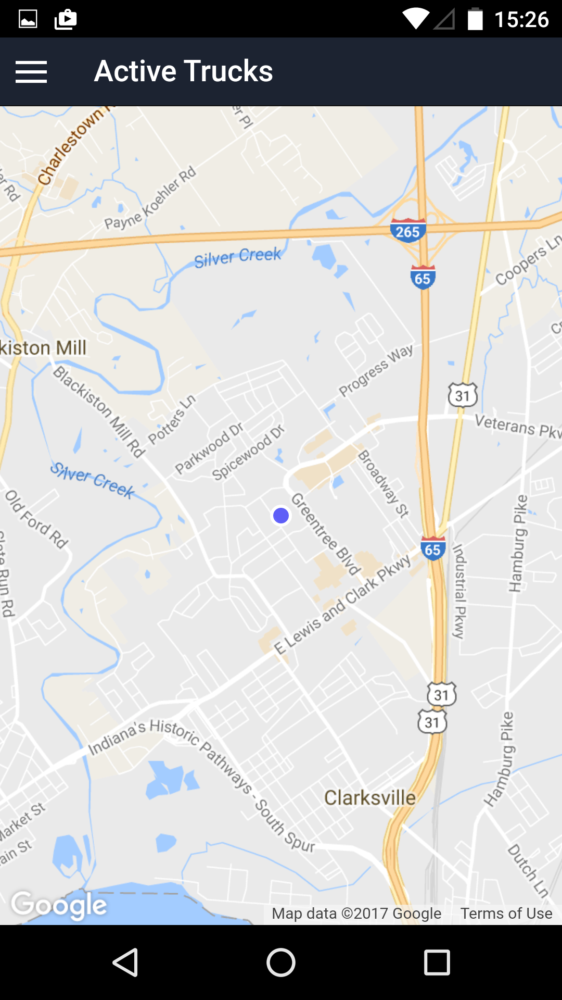 15:26
Active Trucks
Charlestown
er Pl
er Rd
Payne Koehler Rd
265
Silver Creek
65
Coopers Ln
kiston Mill
Blackiston Mill Rd
Progress Way
31
Potters Ln
Parkwood Dr
Spicewood Dr
Veterans Pkw
Broadway St
Silver Creek
Old Ford Rd
Greentree Blvd
Hamburg Pike
65
Industrial Pkwy
E Lewis and Clark Pkwy
Run Rd
31
31
Indiana's Historic Pathways - South Spur
Hamburg Pike
Clarksville
Market St
ain St
Dutch Ln
Google
Map data ©2017 Google
Terms of Use